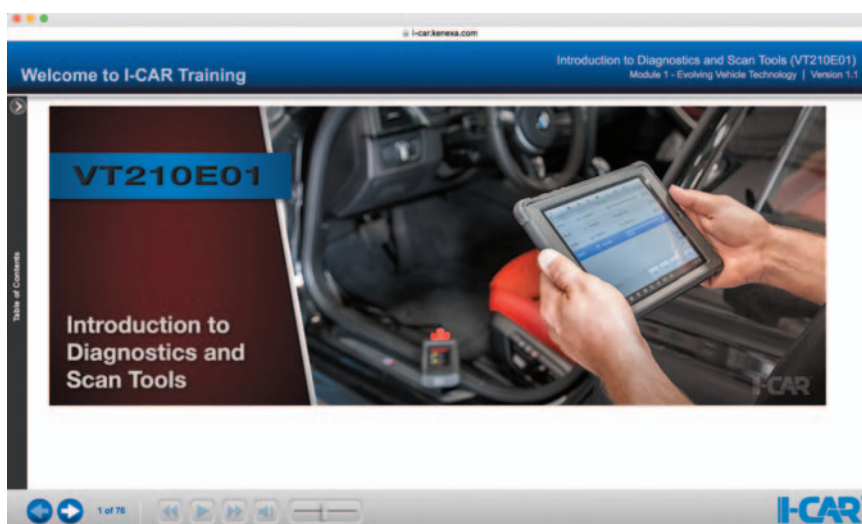 i-car.kenexa.com
Welcome to I-CAR Training
Introduction to Diagnostics and Scan Tools (VT210E01)
Module 1 - Evolving Vehicle Technology | Version 1.1
VT210E01
Introduction to
Diagnostics and
Scan Tools
I-CAR
Table of Contents
1 of 76
I-CAR